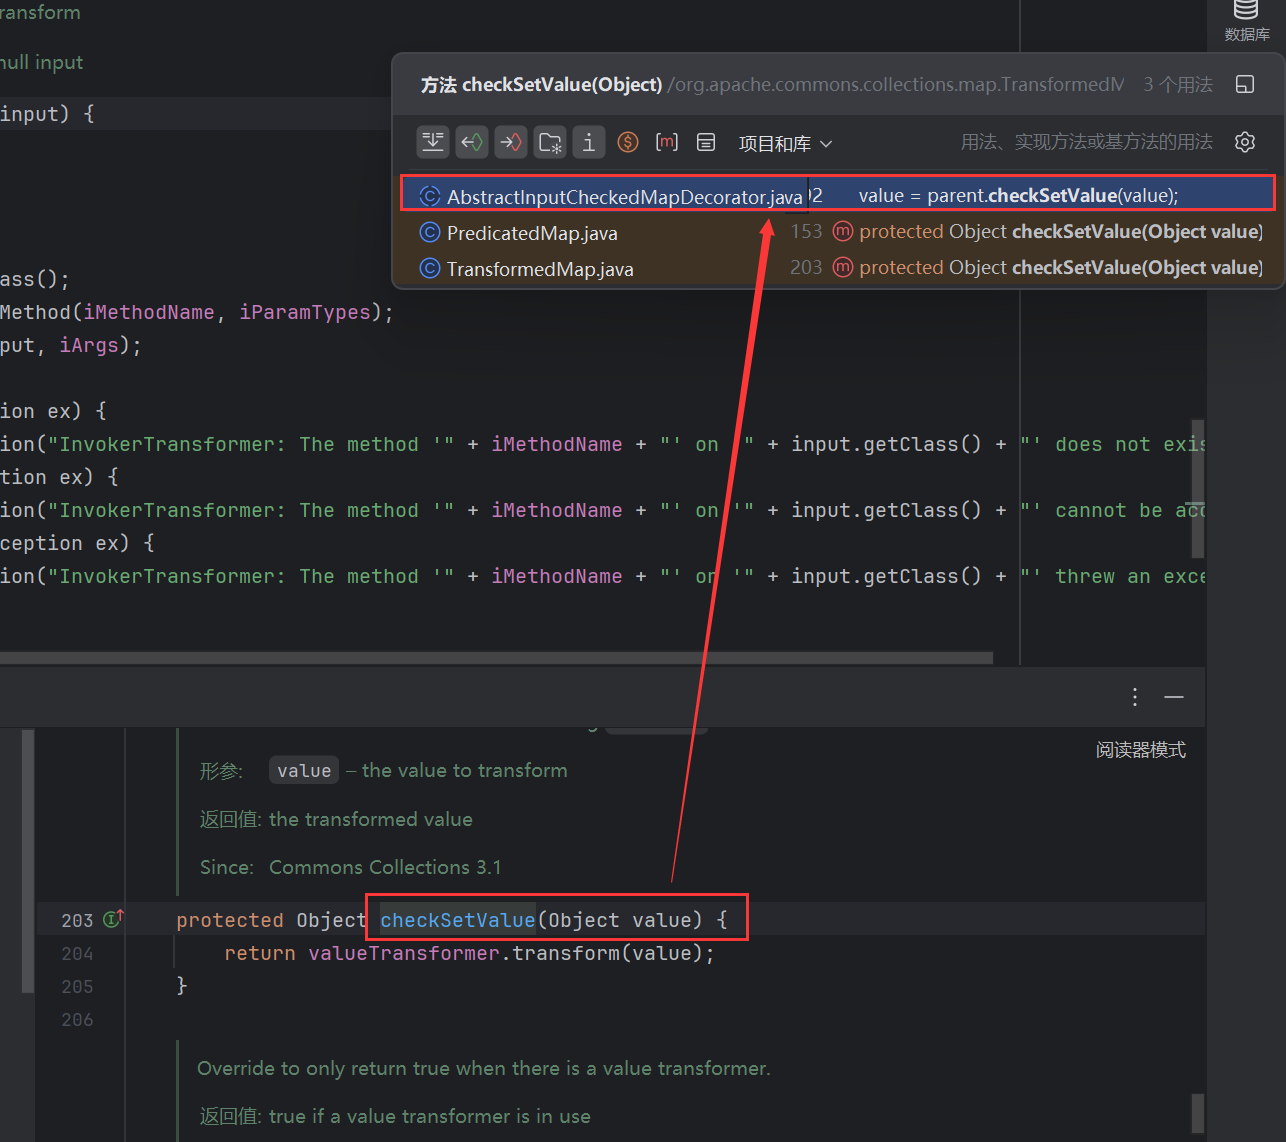 ransform
数据库
null input
方法 checkSetValue(Object) /org.apache.commons.collections.map.TransformedM 3 个用法
input) {
项目和库 用法、实现方法或基方法的用法
AbstractInputCheckedMapDecorator.java 92 value = parent.checkSetValue(value);
PredicatedMap.java 153 protected Object checkSetValue(Object value)
TransformedMap.java 203 protected Object checkSetValue(Object value)
ass();
Method(iMethodName, iParamTypes);
put, iArgs);
ion ex) {
ion("InvokerTransformer: The method '" + iMethodName + "' on '" + input.getClass() + "' does not exis
tion ex) {
ion("InvokerTransformer: The method '" + iMethodName + "' on '" + input.getClass() + "' cannot be acc
ception ex) {
ion("InvokerTransformer: The method '" + iMethodName + "' on '" + input.getClass() + "' threw an exce
阅读器模式
形参: value – the value to transform
返回值: the transformed value
Since: Commons Collections 3.1
203 protected Object checkSetValue(Object value) {
204 return valueTransformer.transform(value);
205 }
206
Override to only return true when there is a value transformer.
返回值: true if a value transformer is in use